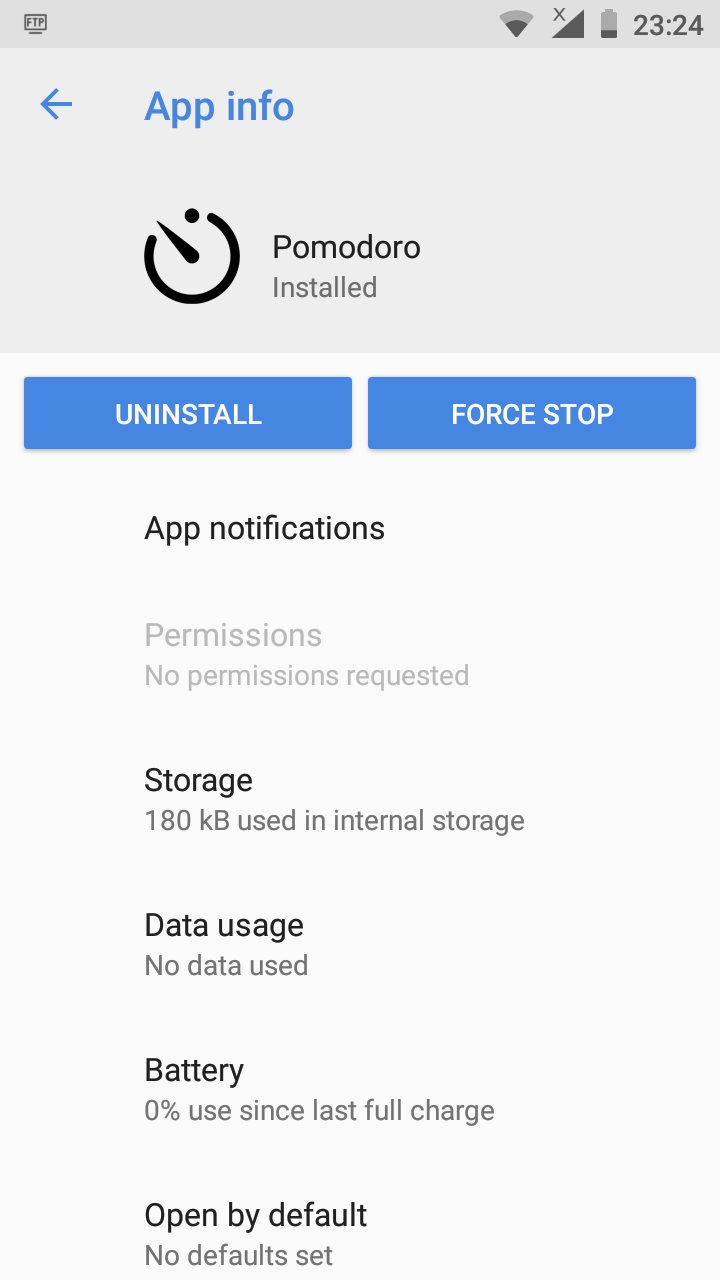 FTP
X
23:24
App info
Pomodoro
Installed
UNINSTALL
FORCE STOP
App notifications
Permissions
No permissions requested
Storage
180 kB used in internal storage
Data usage
No data used
Battery
0% use since last full charge
Open by default
No defaults set